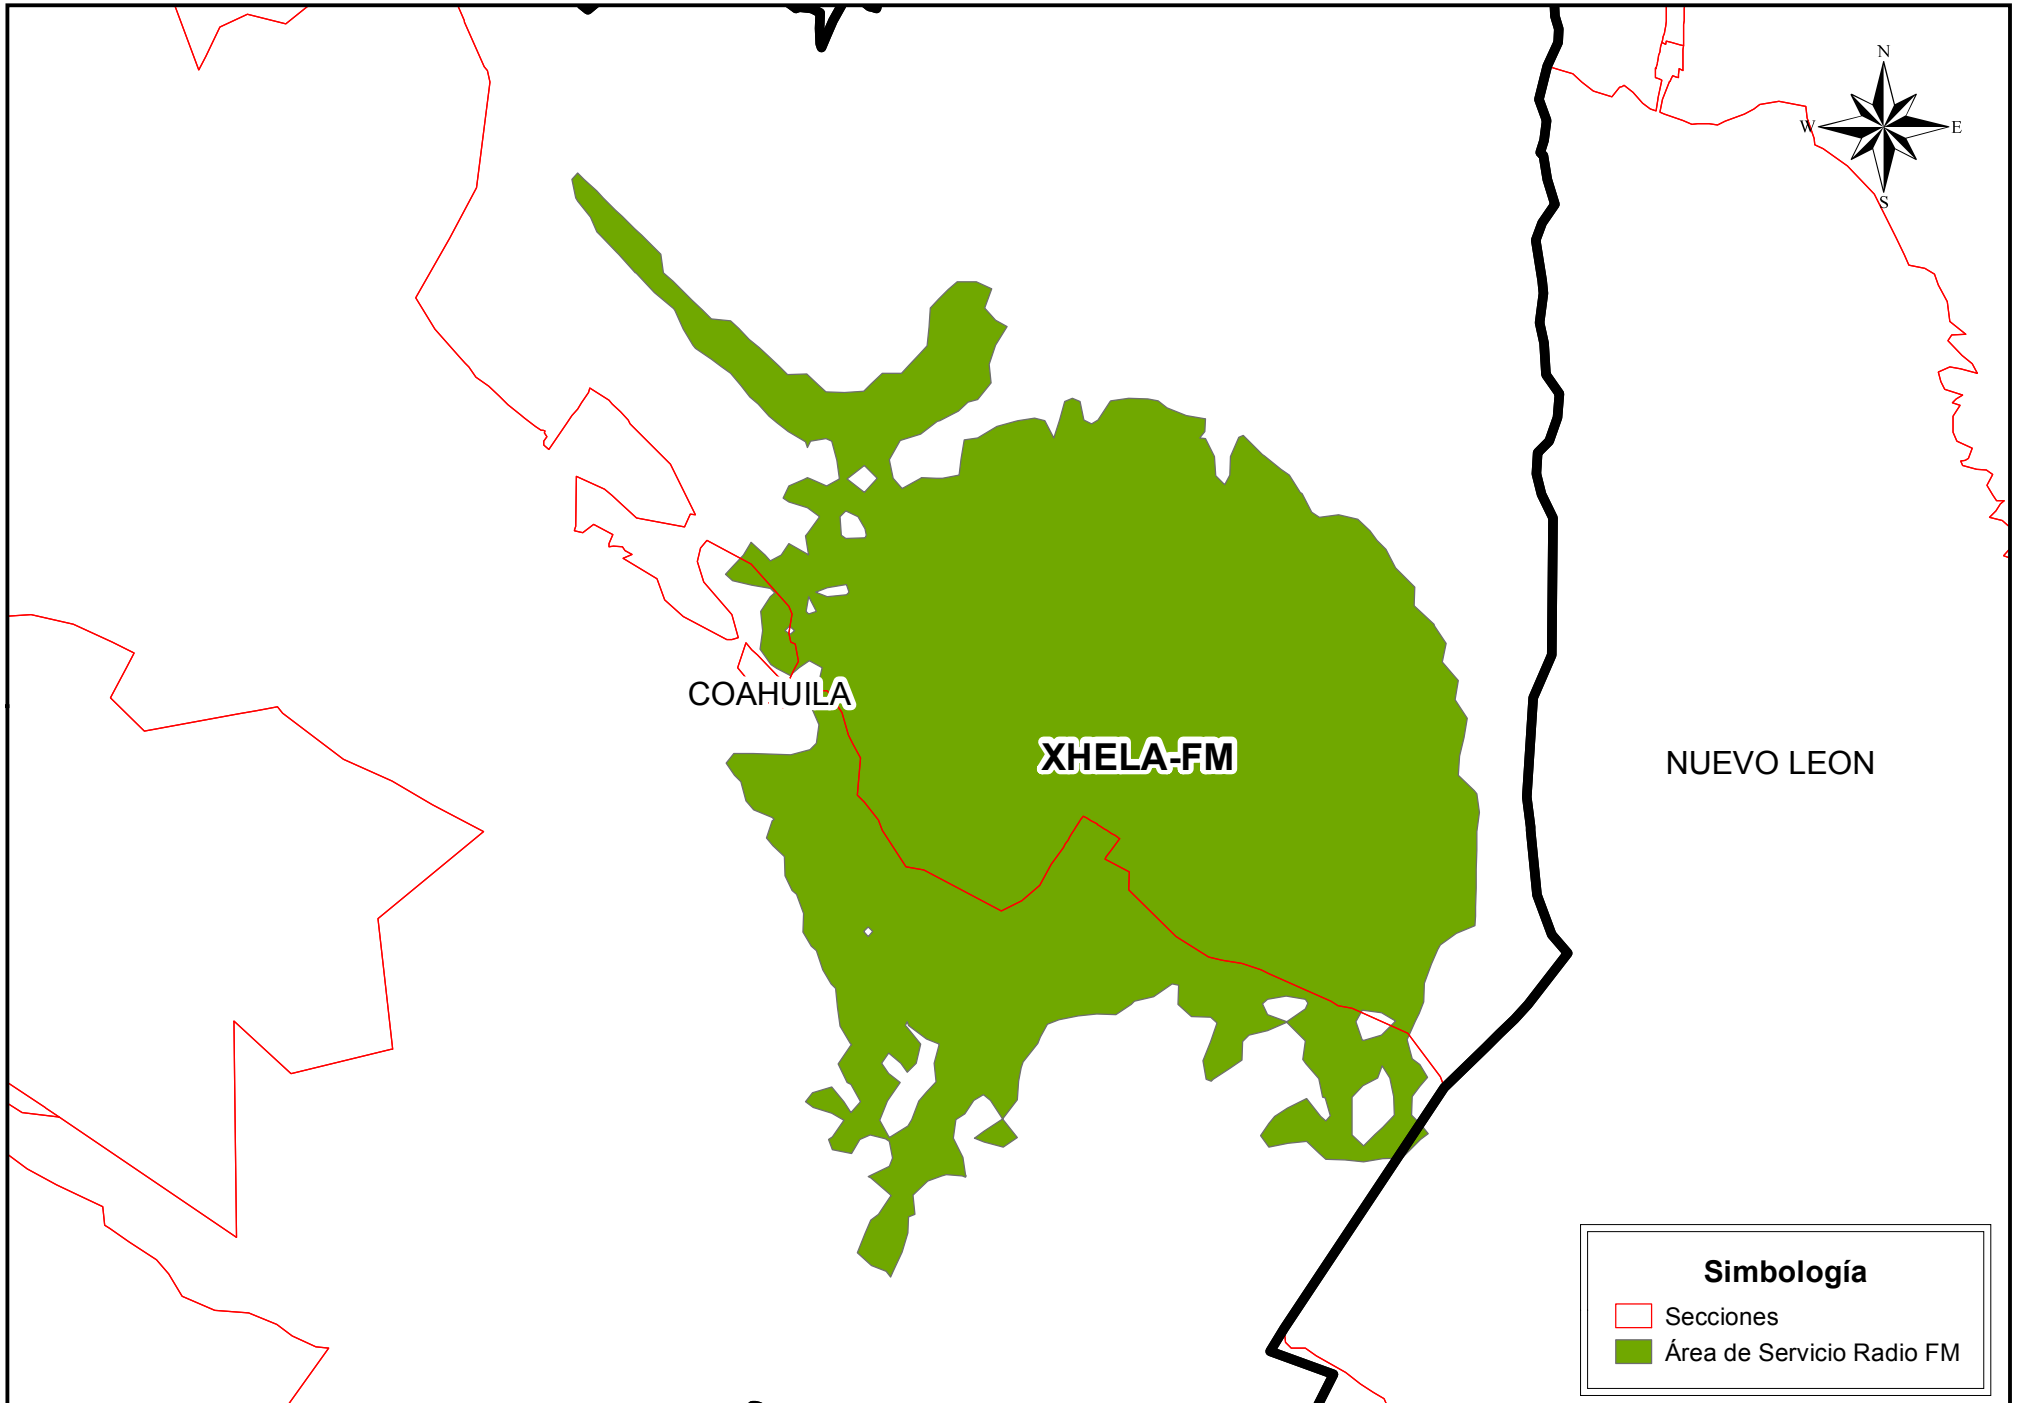 N
W E
S
COAHUILA
XHELA-FM
NUEVO LEON
Simbología
Secciones
Área de Servicio Radio FM